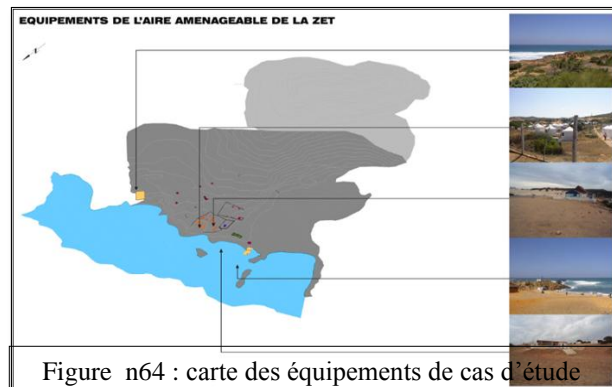 EQUIPEMENTS DE L'AIRE AMENAGEABLE DE LA ZET
Figure n64 : carte des équipements de cas d'étude